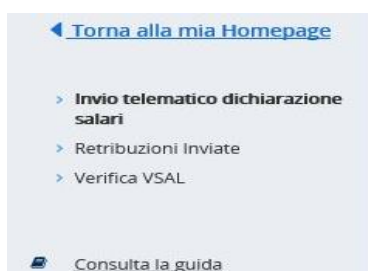 Torna alla mia Homepage
Invio telematico dichiarazione
salari
Retribuzioni Inviate
Verifica VSAL
Consulta la guida